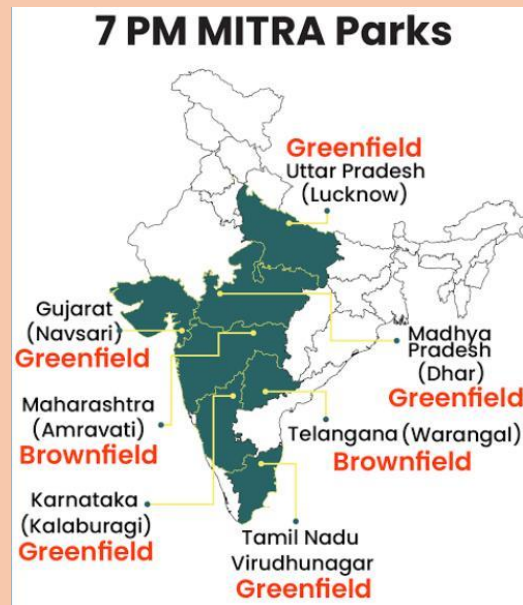 7 PM MITRA Parks
Greenfield
Uttar Pradesh
(Lucknow)
Gujarat
(Navsari)
Greenfield
Madhya
Pradesh
(Dhar)
Greenfield
Maharashtra
(Amravati)
Brownfield
Telangana (Warangal)
Brownfield
Karnataka
(Kalaburagi)
Greenfield
Tamil Nadu
Virudhunagar
Greenfield